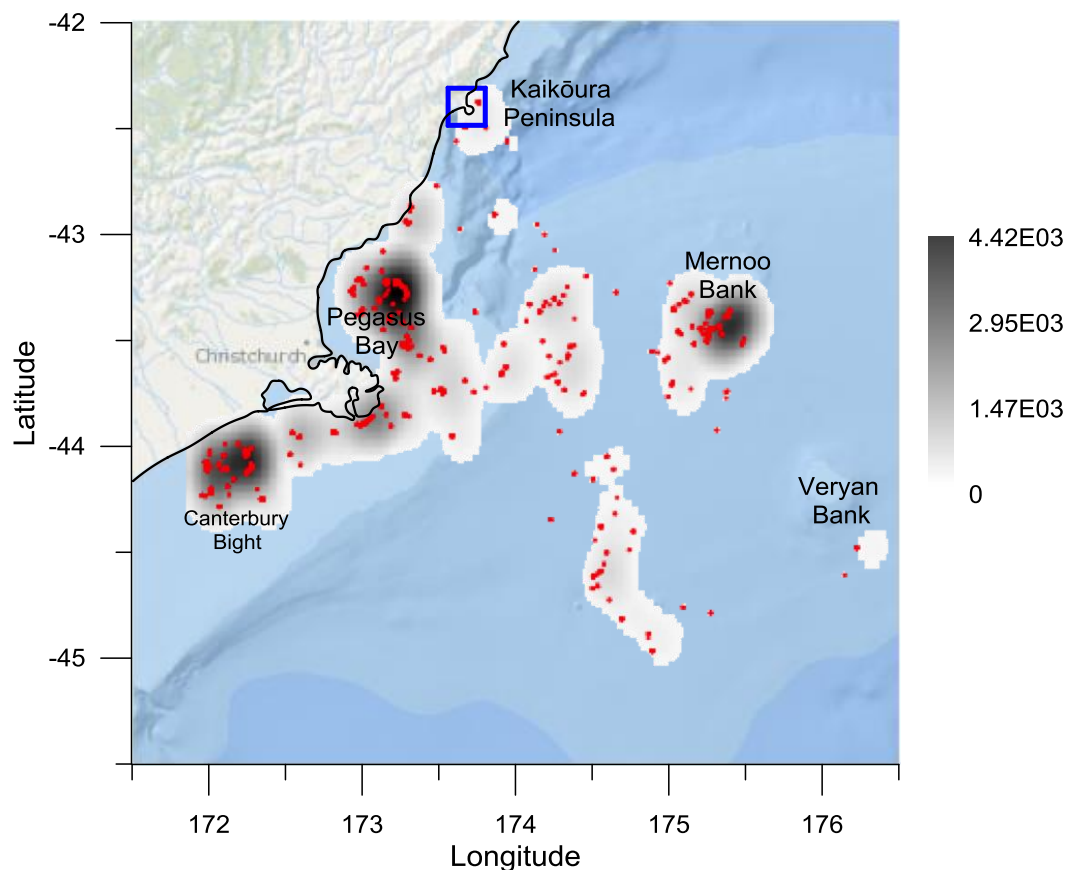 -42
Kaikōura
Peninsula
-43
4.42E03
Mernoo
Bank
Pegasus
Bay
2.95E03
Christchurch
1.47E03
Latitude
-44
0
Veryan
Bank
Canterbury
Bight
-45
172
173
174
175
176
Longitude